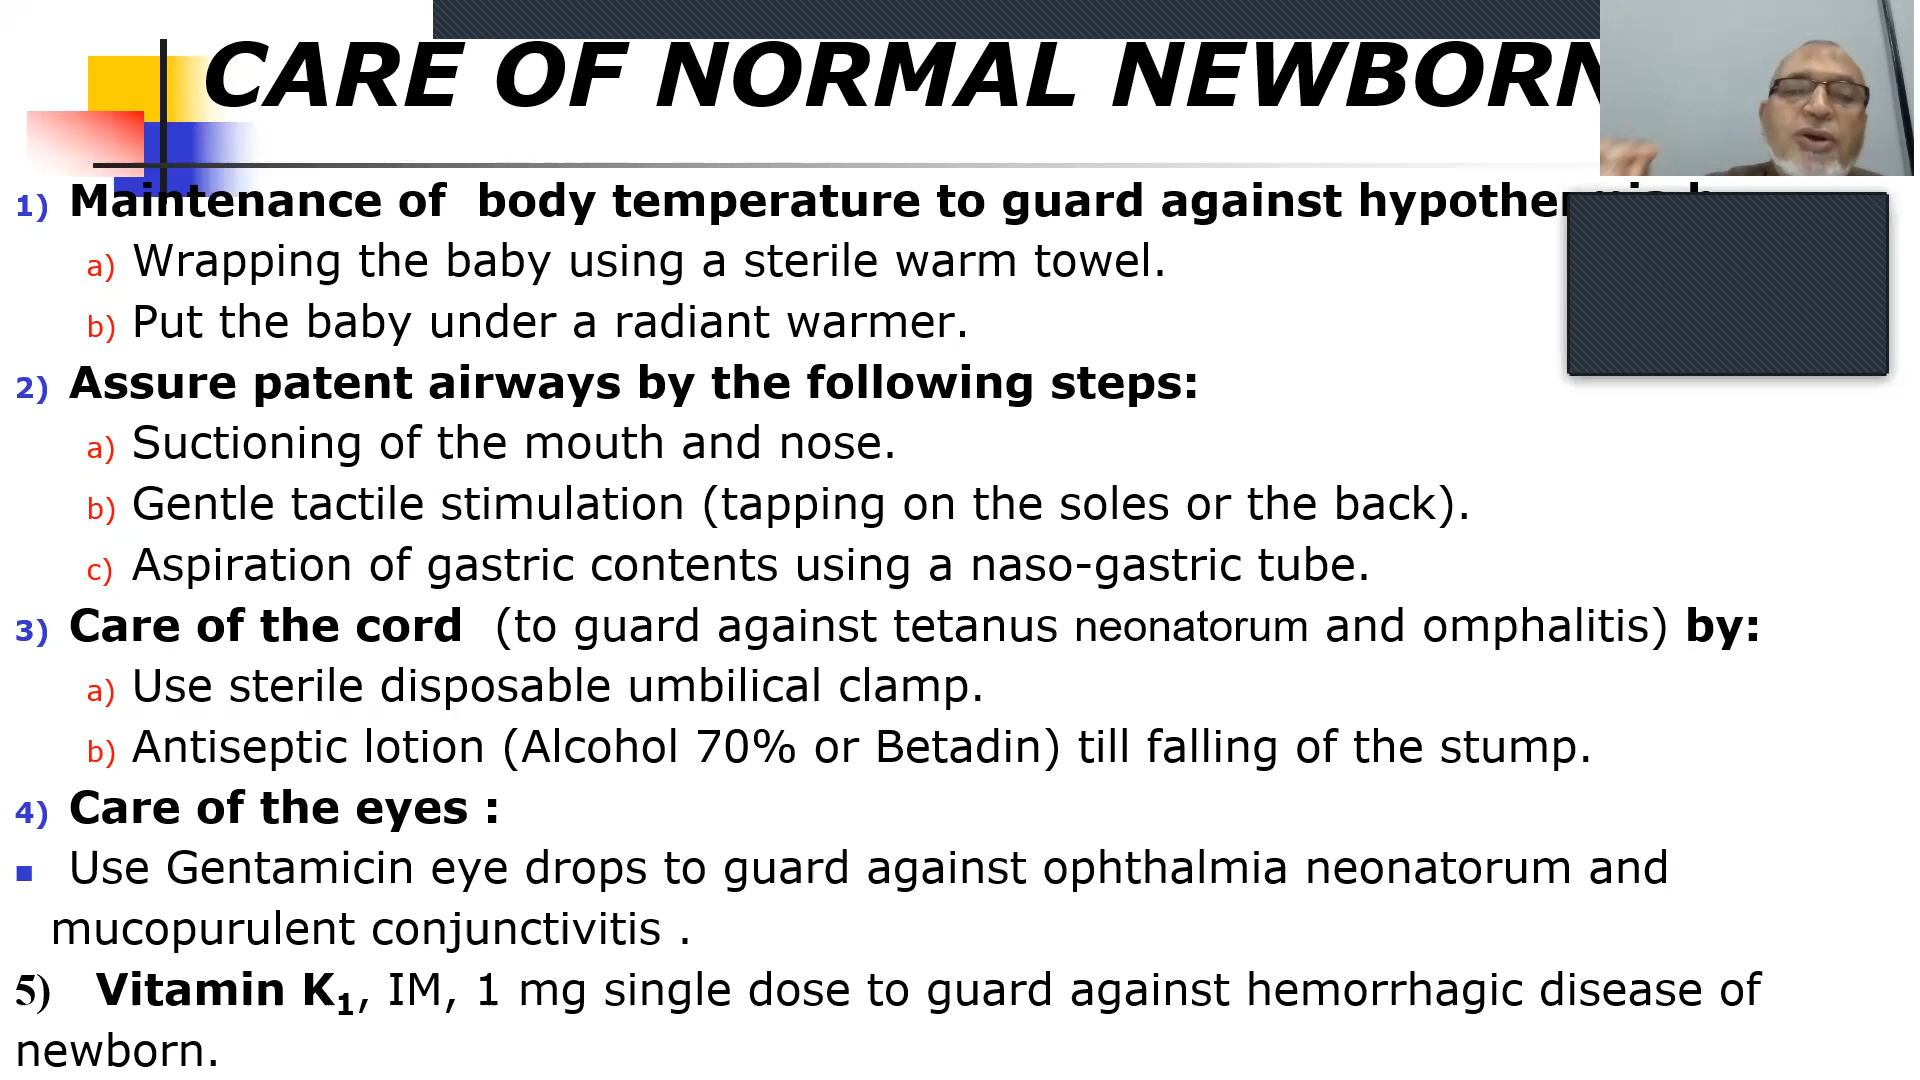 CARE OF NORMAL NEWBORN
1) Maintenance of body temperature to guard against
a) Wrapping the baby using a sterile warm towel.
b) Put the baby under a radiant warmer.
2) Assure patent airways by the following steps:
a) Suctioning of the mouth and nose.
b) Gentle tactile stimulation (tapping on the soles or the back).
c) Aspiration of gastric contents using a naso-gastric tube.
3) Care of the cord (to guard against tetanus neonatorum and omphalitis) by:
a) Use sterile disposable umbilical clamp.
b) Antiseptic lotion (Alcohol 70% or Betadin) till falling of the stump.
4) Care of the eyes :
■ Use Gentamicin eye drops to guard against ophthalmia neonatorum and
mucopurulent conjunctivitis .
5) Vitamin K₁, IM, 1 mg single dose to guard against hemorrhagic disease of
newborn.